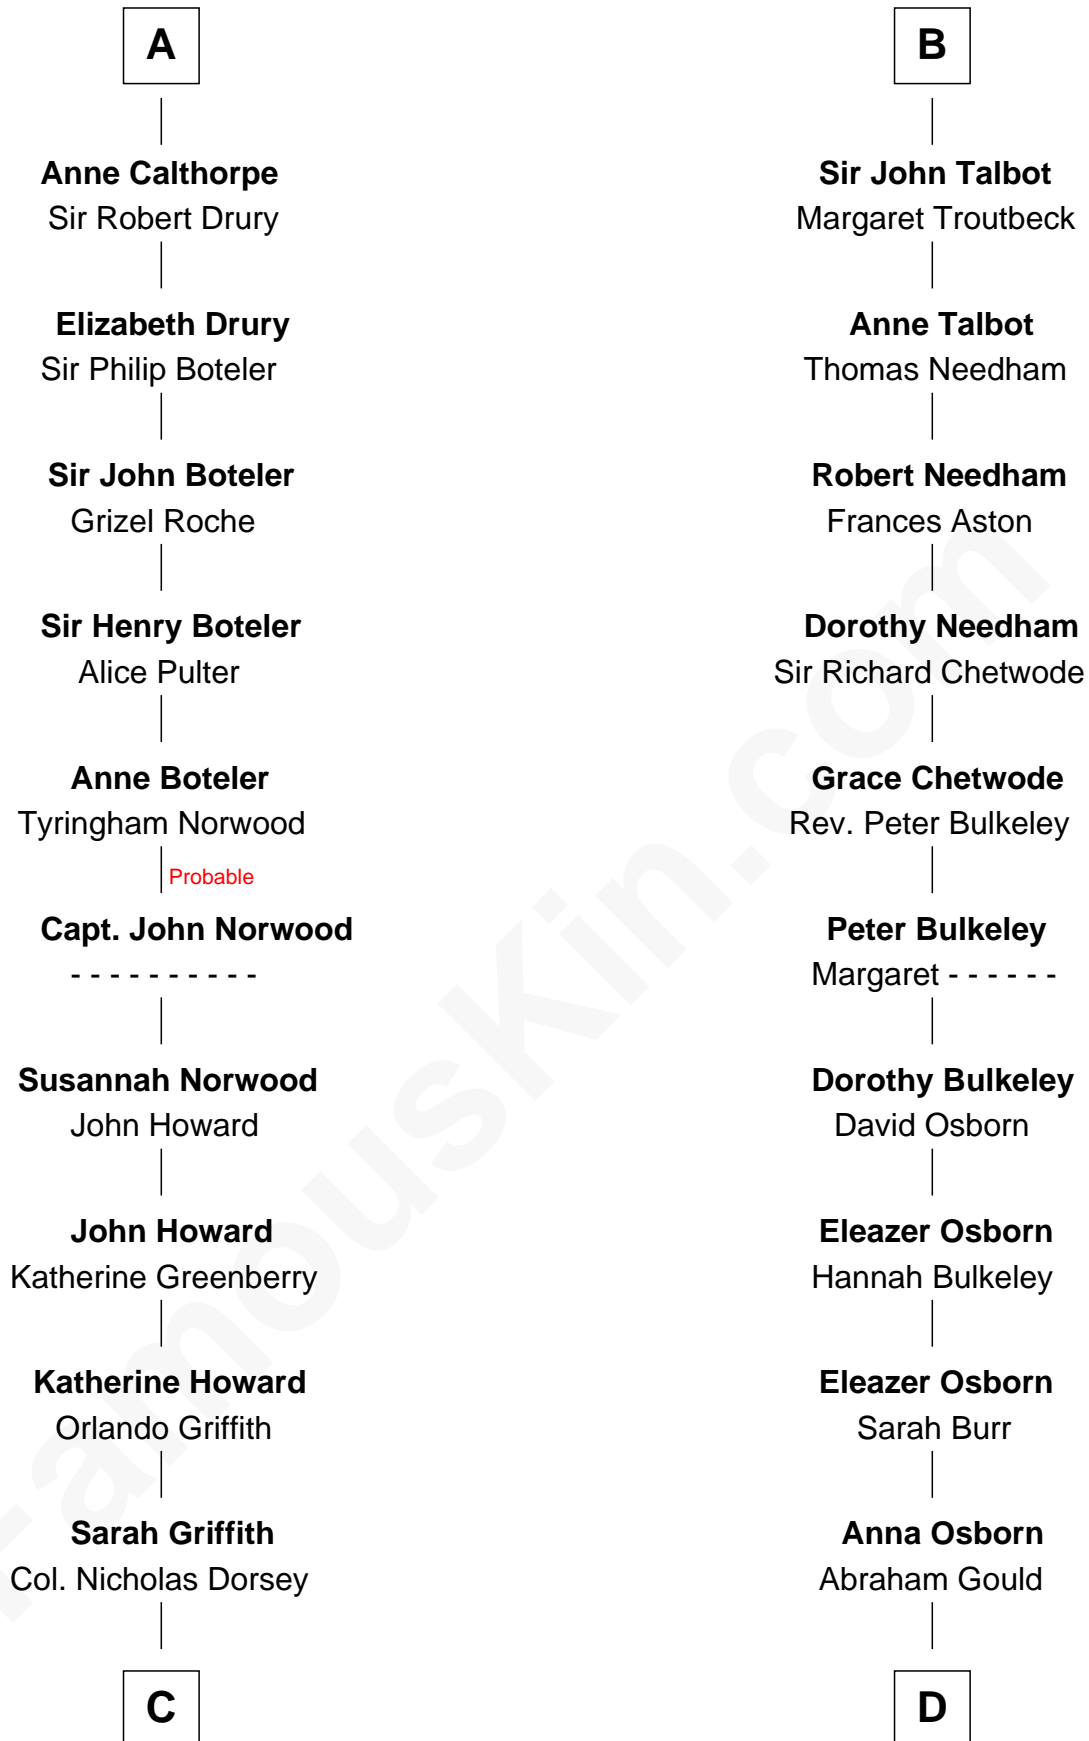 A
Anne Calthorpe
Sir Robert Drury
Elizabeth Drury
Sir Philip Boteler
Sir John Boteler
Grizel Roche
Sir Henry Boteler
Alice Pulter
Anne Boteler
Tyringham Norwood
Probable
Capt. John Norwood
- - - - - - - - - -
Susannah Norwood
John Howard
John Howard
Katherine Greenberry
Katherine Howard
Orlando Griffith
Sarah Griffith
Col. Nicholas Dorsey
C
B
Sir John Talbot
Margaret Troutbeck
Anne Talbot
Thomas Needham
Robert Needham
Frances Aston
Dorothy Needham
Sir Richard Chetwode
Grace Chetwode
Rev. Peter Bulkeley
Peter Bulkeley
Margaret - - - - - -
Dorothy Bulkeley
David Osborn
Eleazer Osborn
Hannah Bulkeley
Eleazer Osborn
Sarah Burr
Anna Osborn
Abraham Gould
D
FamousKin.com